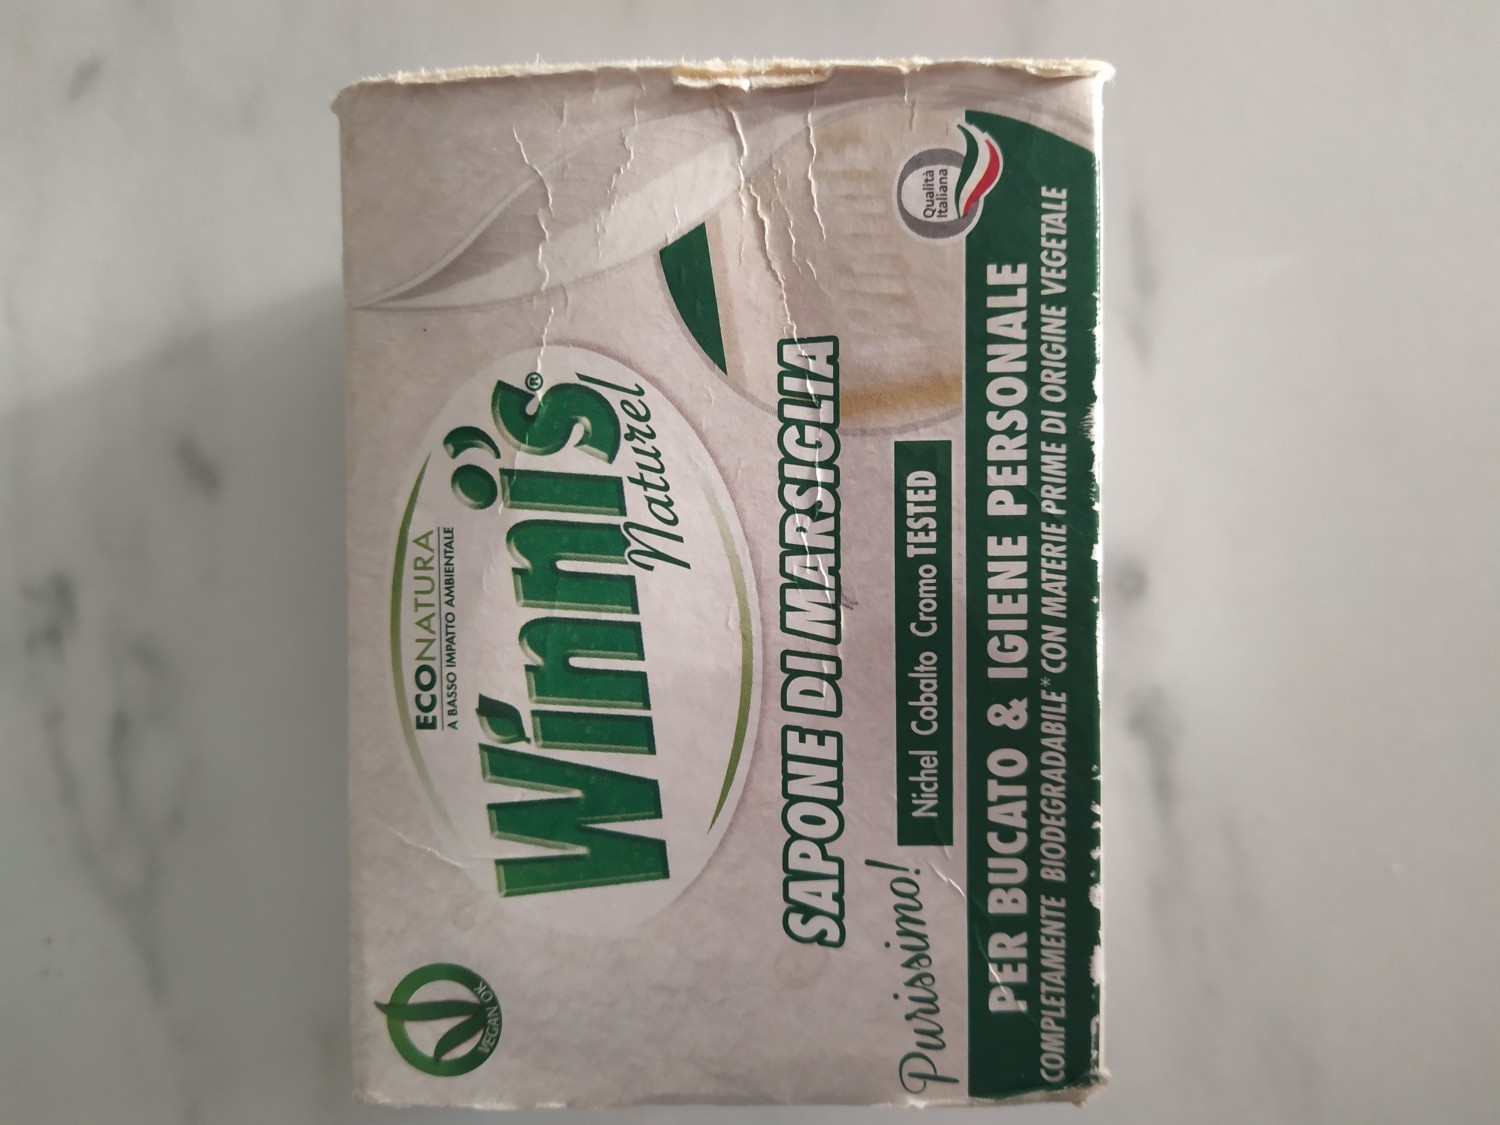 VEGAN OK
ECONATURA
A BASSO IMPATTO AMBIENTALE
Winni's®
Naturel
SAPONE DI MARSIGLIA
Purissimo!
Nichel Cobalto Cromo TESTED
Qualità
Italiana
PER BUCATO & IGIENE PERSONALE
COMPLETAMENTE BIODEGRADABILE* CON MATERIE PRIME DI ORIGINE VEGETALE